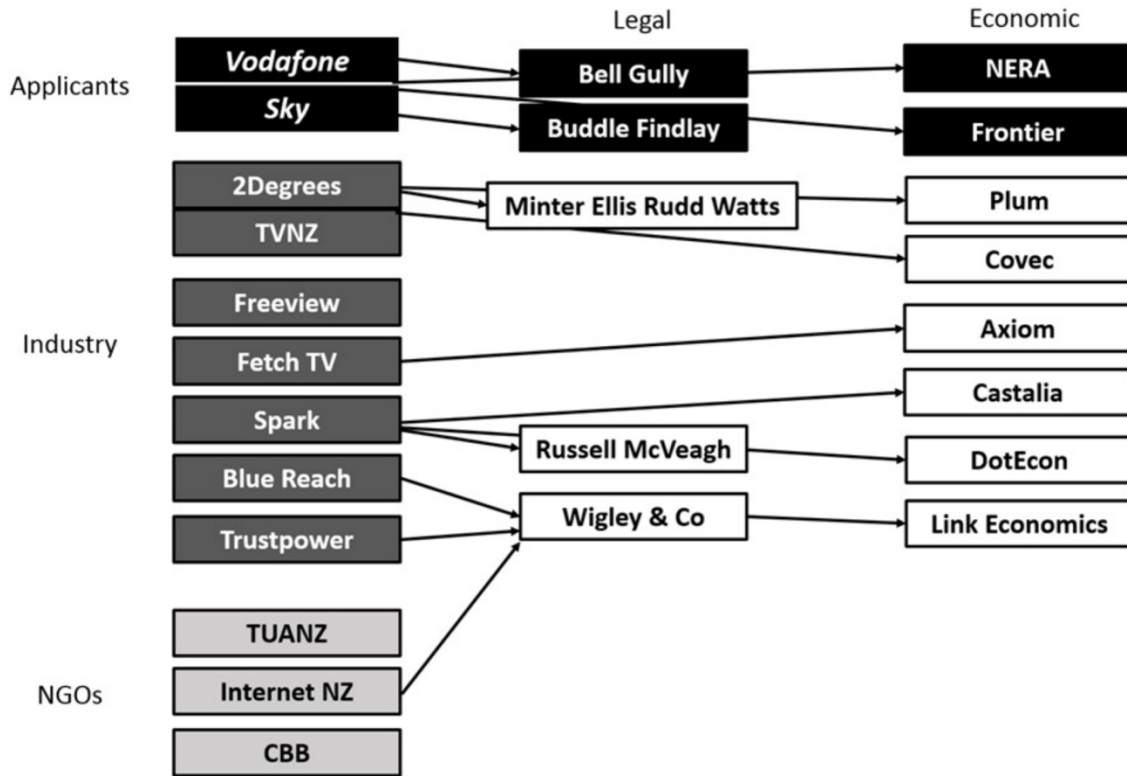 Legal
Economic
Applicants
Vodafone
Bell Gully
NERA
Sky
Buddle Findlay
Frontier
2Degrees
Minter Ellis Rudd Watts
Plum
TVNZ
Covec
Industry
Freeview
Axiom
Fetch TV
Castalia
Spark
Russell McVeagh
DotEcon
Blue Reach
Wigley & Co
Link Economics
Trustpower
NGOs
TUANZ
Internet NZ
CBB